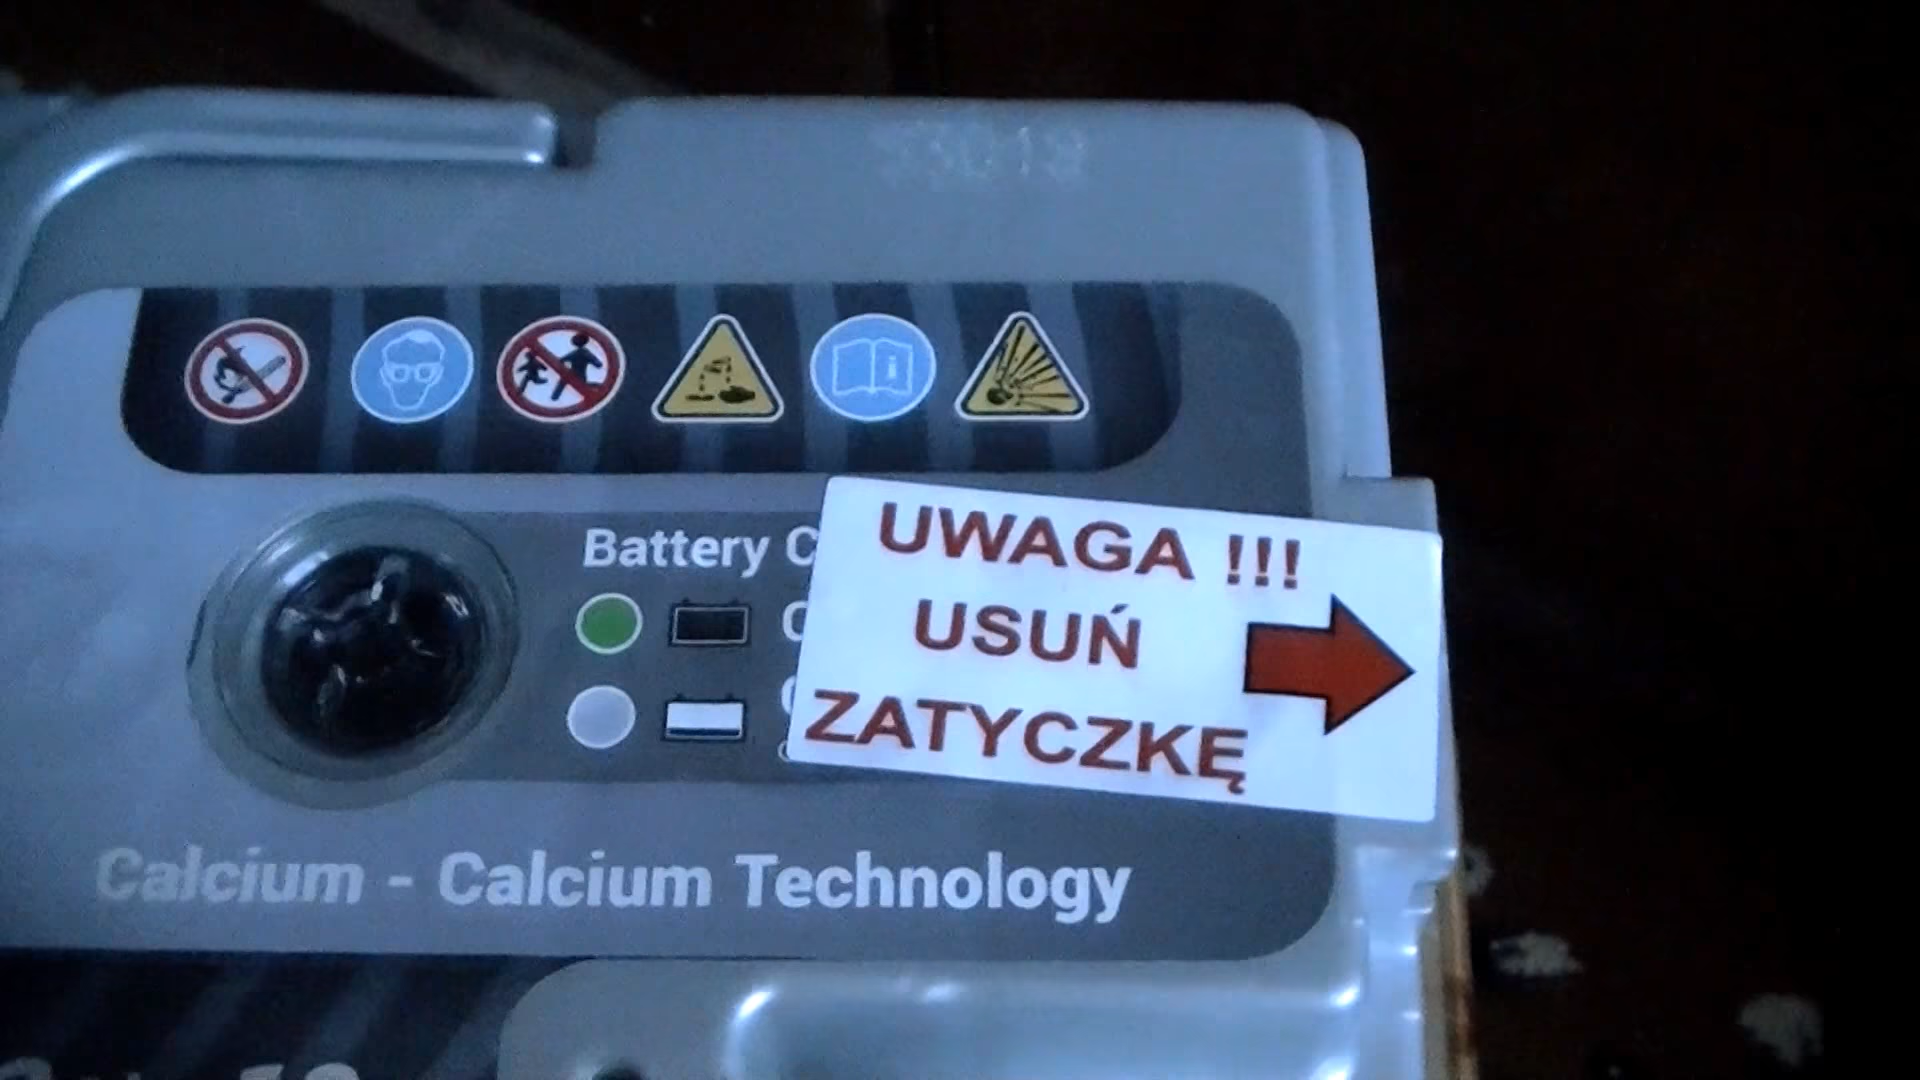 Battery C
UWAGA !!!
USUŃ
ZATYCZKĘ
Calcium - Calcium Technology